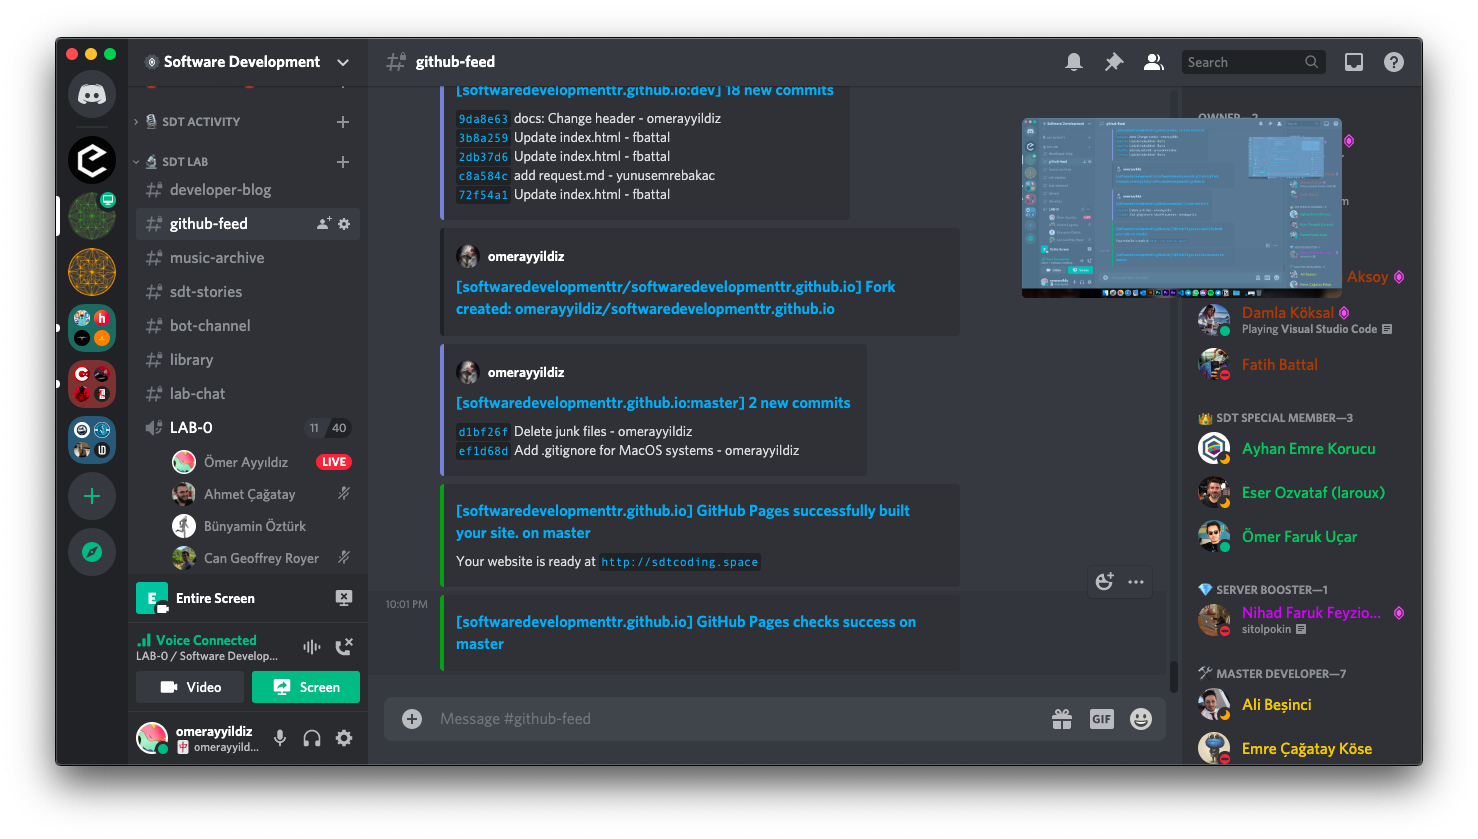 Software Development
SDT ACTIVITY
SDT LAB
developer-blog
github-feed
music-archive
sdt-stories
bot-channel
library
lab-chat
LAB-0
11 40
Ömer Ayyıldız LIVE
Ahmet Çağatay
Bünyamin Öztürk
Can Geoffrey Royer
E Entire Screen
Voice Connected
LAB-0 / Software Develop...
Video Screen
omerayyildiz
omerayyild...
github-feed
Search
[softwaredevelopmenttr.github.io:dev] 18 new commits
9da8e63 docs: Change header - omerayyildiz
3b8a259 Update index.html - fbattal
2db37d6 Update index.html - fbattal
c8a584c add request.md - yunusemrebakac
72f54a1 Update index.html - fbattal
omerayyildiz
[softwaredevelopmenttr/softwaredevelopmenttr.github.io] Fork
created: omerayyildiz/softwaredevelopmenttr.github.io
omerayyildiz
[softwaredevelopmenttr.github.io:master] 2 new commits
d1bf26f Delete junk files - omerayyildiz
ef1d68d Add .gitignore for MacOS systems - omerayyildiz
[softwaredevelopmenttr.github.io] GitHub Pages successfully built
your site. on master
Your website is ready at http://sdtcoding.space
10:01 PM
[softwaredevelopmenttr.github.io] GitHub Pages checks success on
master
Message #github-feed
GIF
OWNER—2
Aksoy
Damla Köksal
Playing Visual Studio Code
Fatih Battal
SDT SPECIAL MEMBER—3
Ayhan Emre Korucu
Eser Ozvataf (laroux)
Ömer Faruk Uçar
SERVER BOOSTER—1
Nihad Faruk Feyzio...
sitolpokin
MASTER DEVELOPER—7
Ali Beşinci
Emre Çağatay Köse